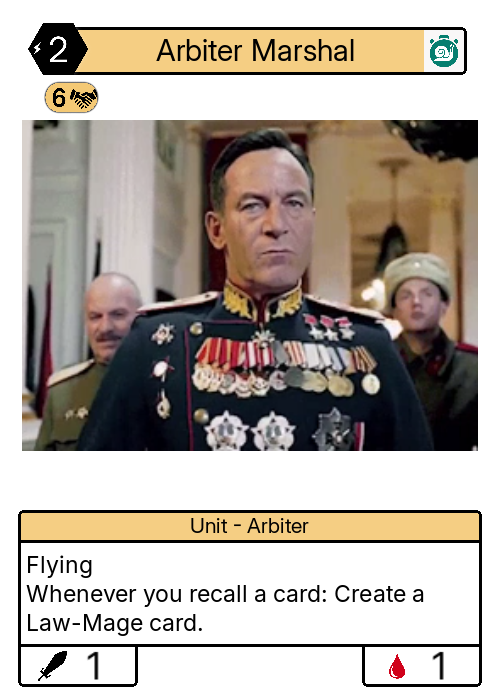 2
Arbiter Marshal
6
Unit - Arbiter
Flying
Whenever you recall a card: Create a
Law-Mage card.
1
1